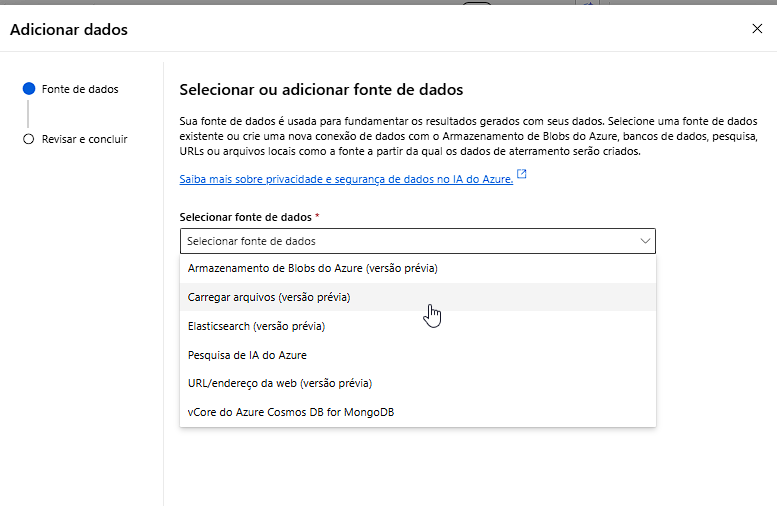 Adicionar dados
Fonte de dados
Revisar e concluir
Selecionar ou adicionar fonte de dados
Sua fonte de dados é usada para fundamentar os resultados gerados com seus dados. Selecione uma fonte de dados
existente ou crie uma nova conexão de dados com o Armazenamento de Blobs do Azure, bancos de dados, pesquisa,
URLs ou arquivos locais como a fonte a partir da qual os dados de aterramento serão criados.
Saiba mais sobre privacidade e segurança de dados no IA do Azure.
Selecionar fonte de dados *
Selecionar fonte de dados
Armazenamento de Blobs do Azure (versão prévia)
Carregar arquivos (versão prévia)
Elasticsearch (versão prévia)
Pesquisa de IA do Azure
URL/endereço da web (versão prévia)
vCore do Azure Cosmos DB for MongoDB